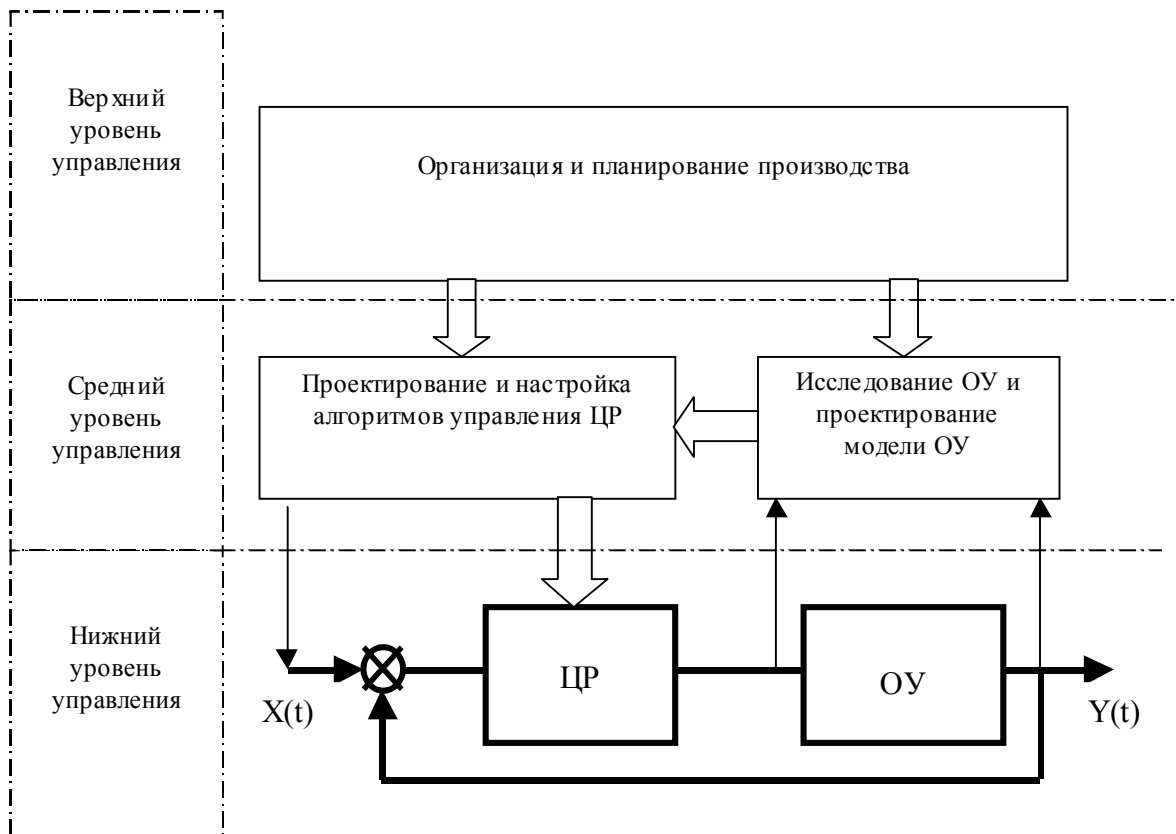 Верхний
уровень
управления
Организация и планирование производства
Средний
уровень
управления
Проектирование и настройка
алгоритмов управления ЦР
Исследование ОУ и
проектирование
модели ОУ
Нижний
уровень
управления
X(t)
ЦР
ОУ
Y(t)